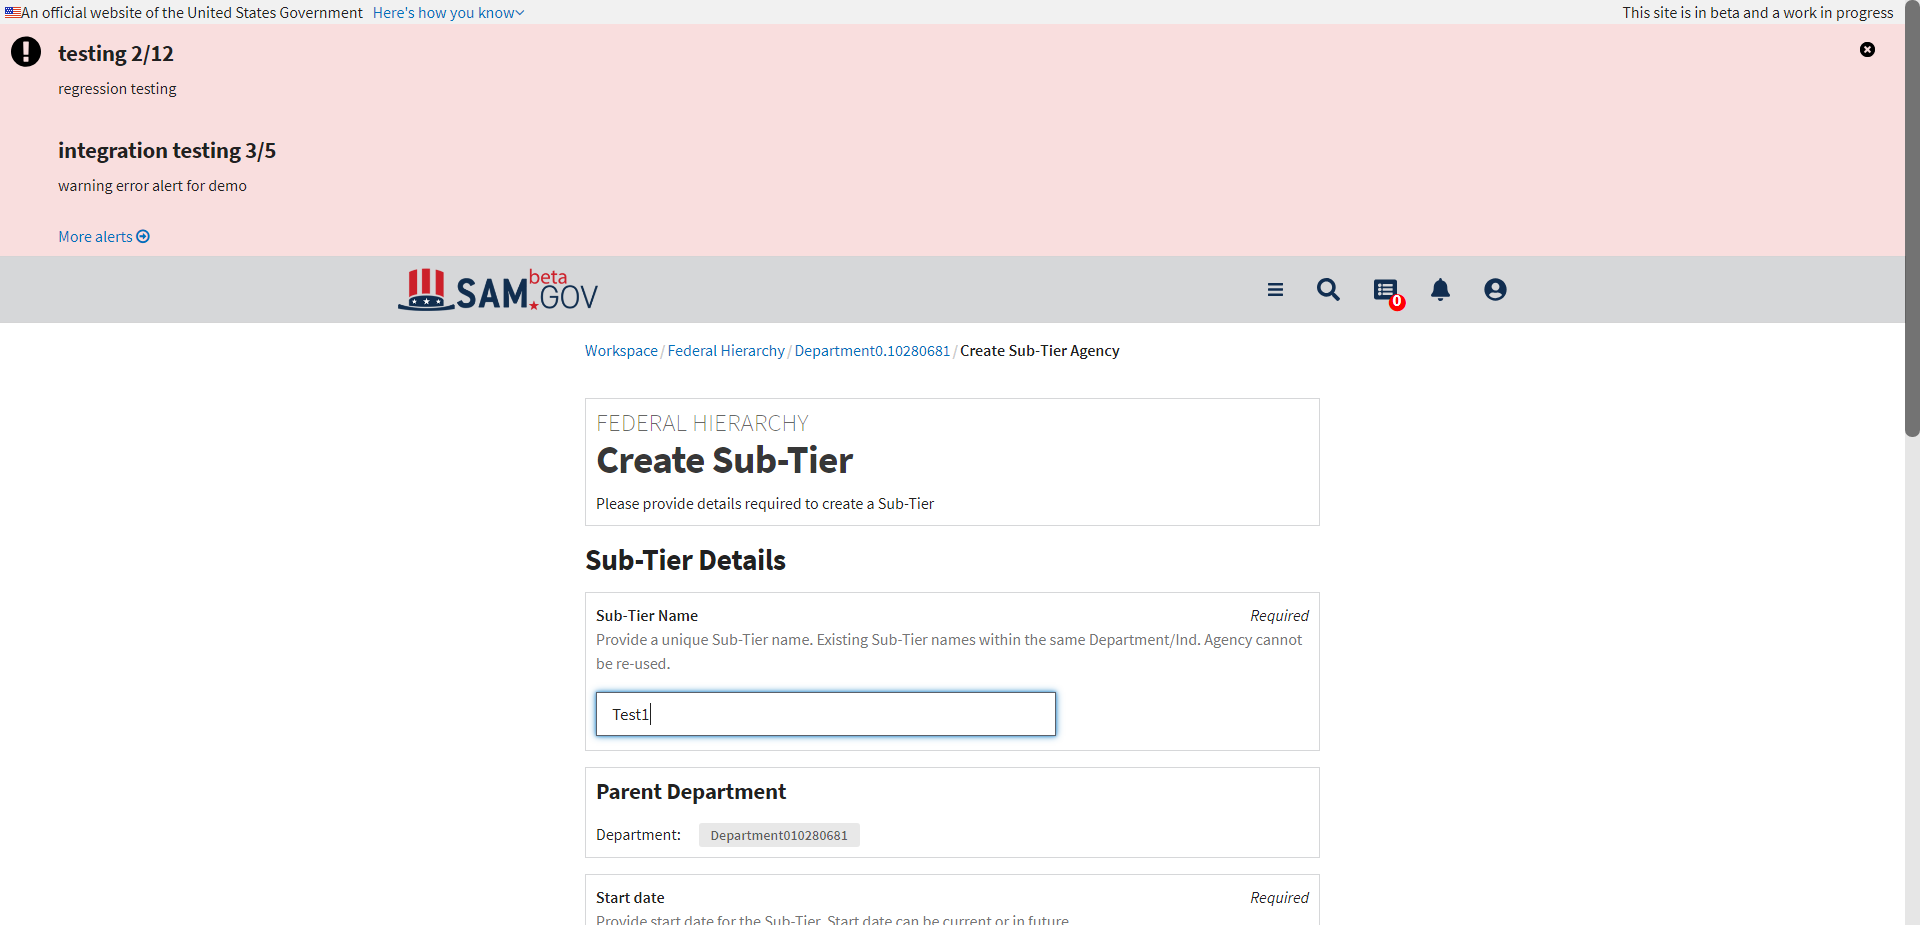 An official website of the United States Government Here's how you know
This site is in beta and a work in progress
testing 2/12
regression testing
integration testing 3/5
warning error alert for demo
More alerts
SAM.GOV beta
0
Workspace / Federal Hierarchy / Department0.10280681 / Create Sub-Tier Agency
FEDERAL HIERARCHY
Create Sub-Tier
Please provide details required to create a Sub-Tier
Sub-Tier Details
Sub-Tier Name Required
Provide a unique Sub-Tier name. Existing Sub-Tier names within the same Department/Ind. Agency cannot
be re-used.
Test1
Parent Department
Department: Department010280681
Start date Required
Provide start date for the Sub-Tier. Start date can be current or in future.